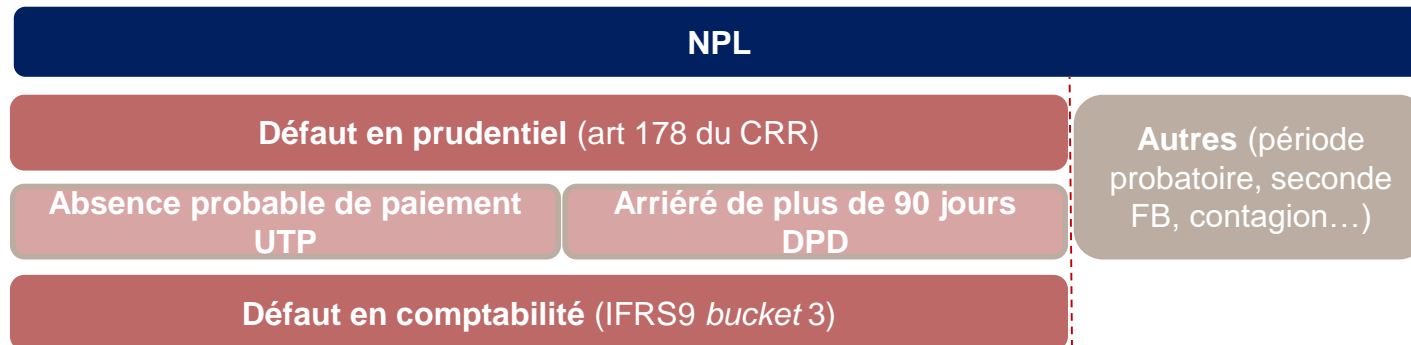 NPL
Défaut en prudentiel (art 178 du CRR)
Autres (période
probatoire, seconde
FB, contagion…)
Absence probable de paiement
UTP
Arriéré de plus de 90 jours
DPD
Défaut en comptabilité (IFRS9 bucket 3)